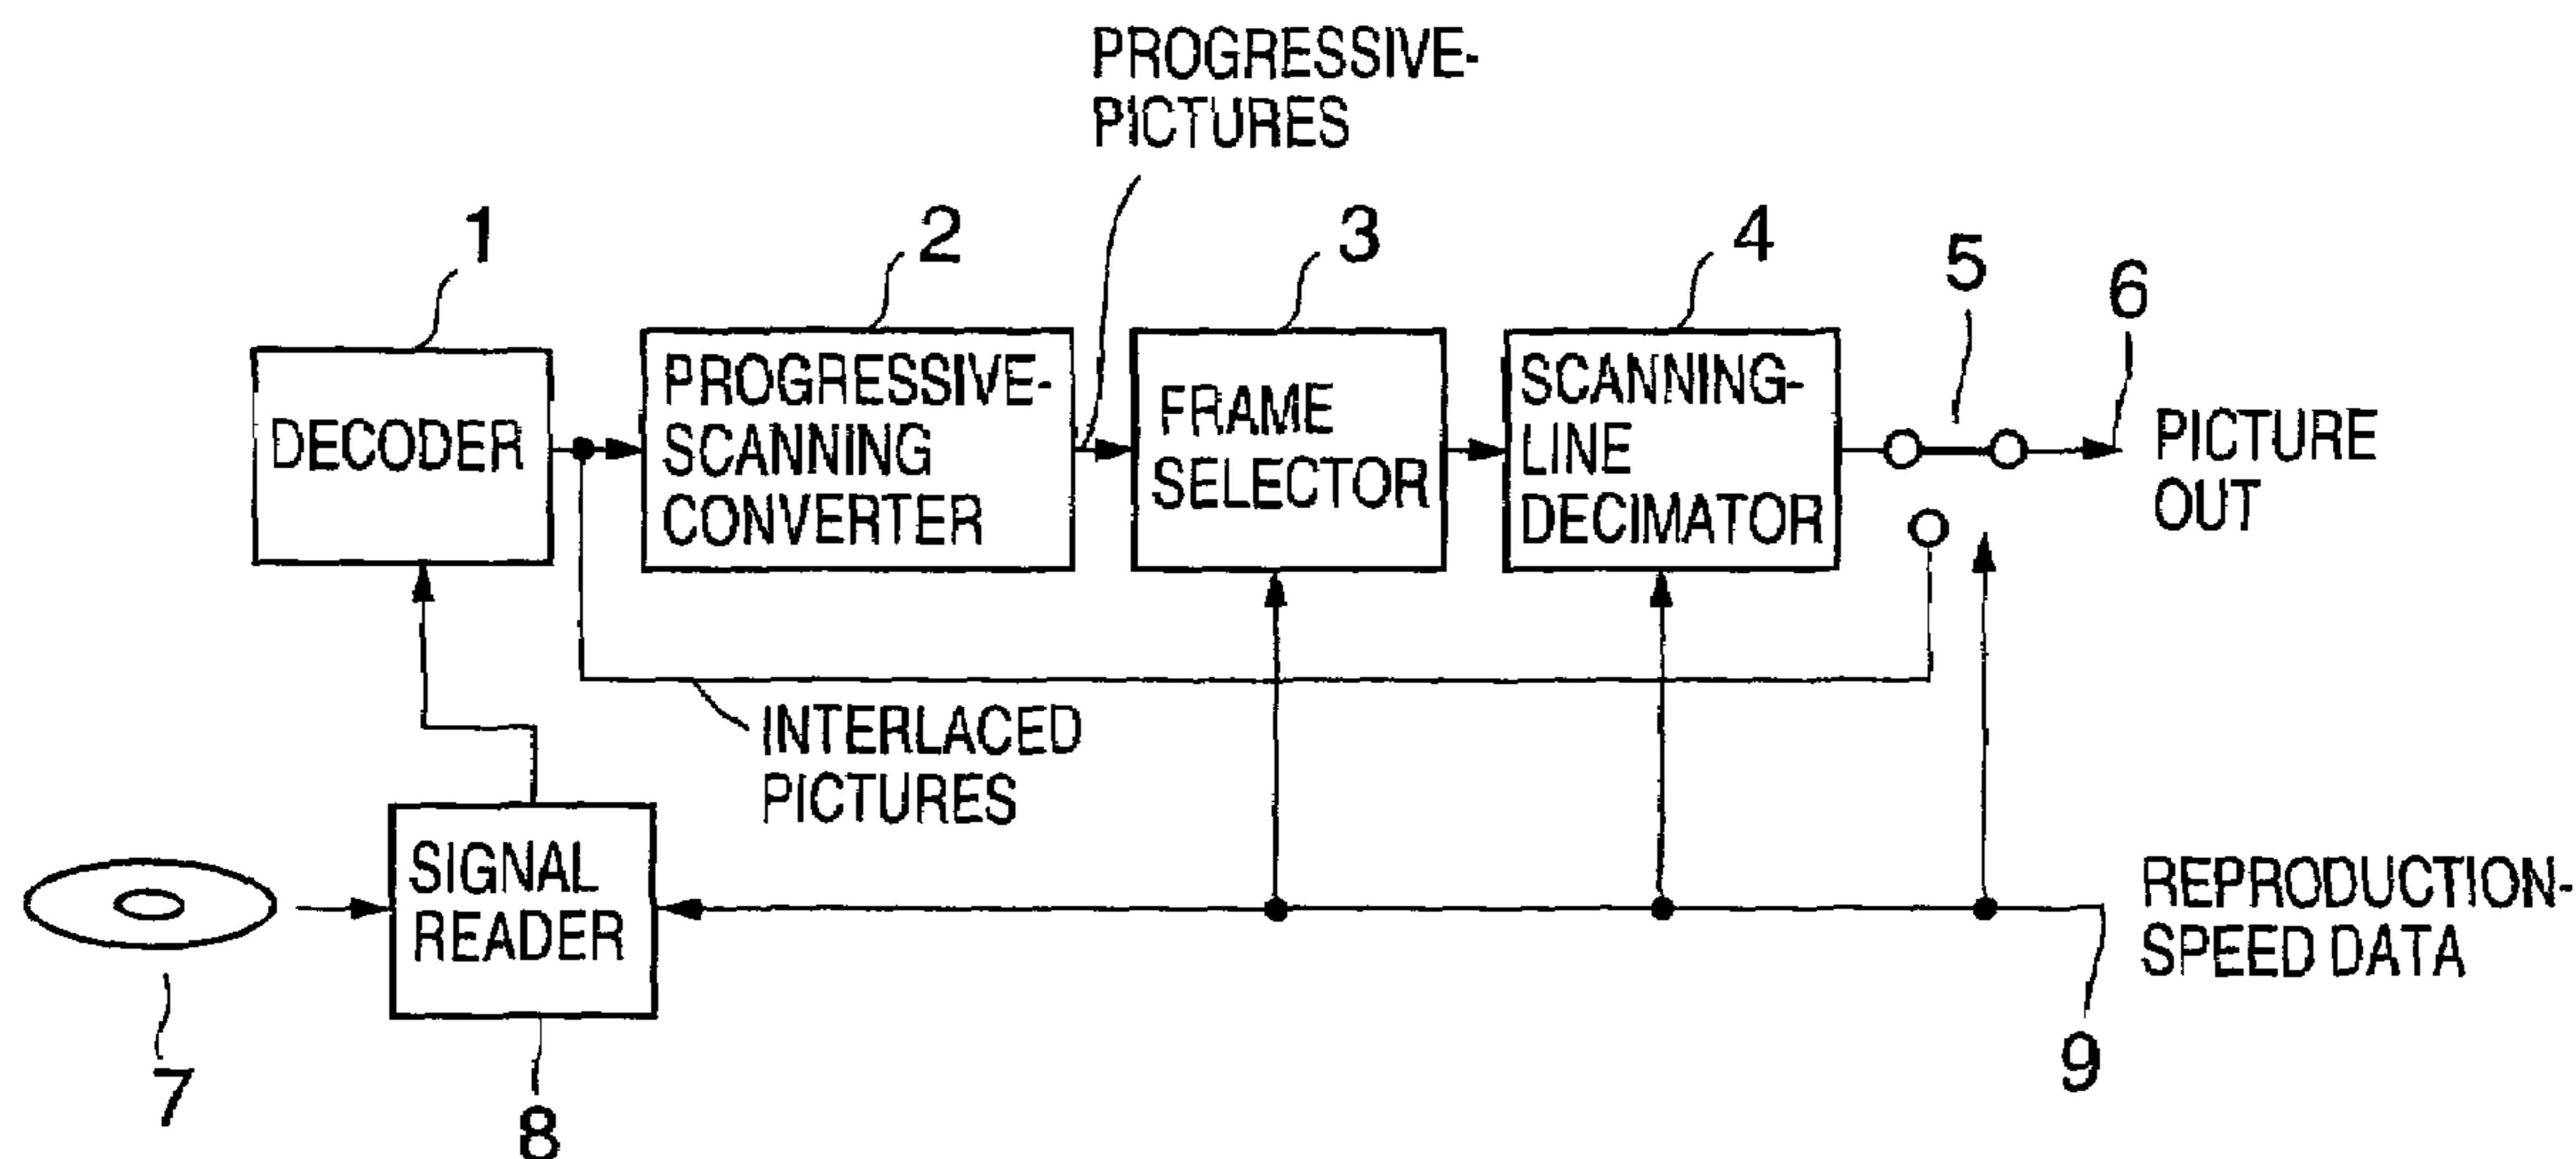 PROGRESSIVE-
PICTURES
1
2
3
4
5
6
DECODER
PROGRESSIVE-
SCANNING
CONVERTER
FRAME
SELECTOR
SCANNING-
LINE
DECIMATOR
PICTURE
OUT
INTERLACED
PICTURES
SIGNAL
READER
REPRODUCTION-
SPEED DATA
7
8
9